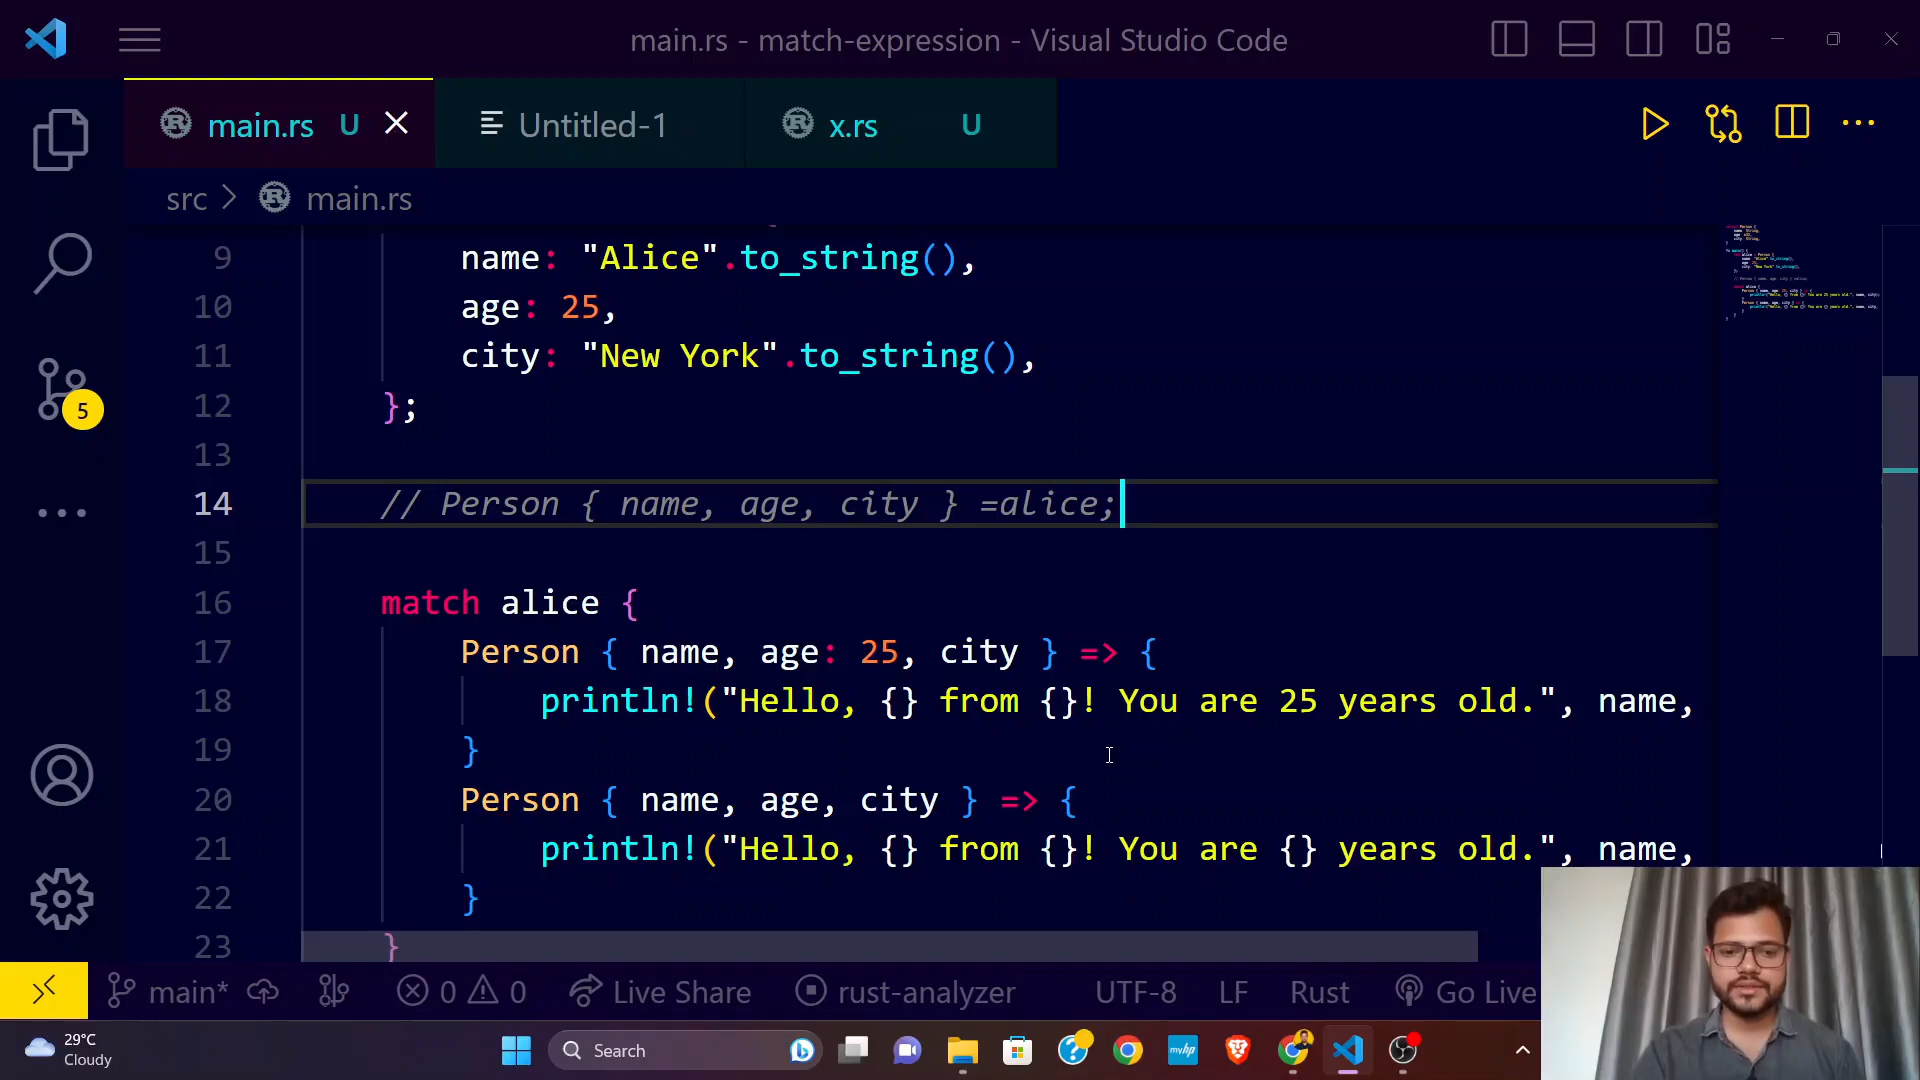 main.rs - match-expression - Visual Studio Code
main.rs U
Untitled-1
x.rs U
src > main.rs
9 name: "Alice".to_string(),
10 age: 25,
11 city: "New York".to_string(),
12 };
13
14 // Person { name, age, city } =alice;
15
16 match alice {
17 Person { name, age: 25, city } => {
18 println!("Hello, {} from {}! You are 25 years old.", name,
19 }
20 Person { name, age, city } => {
21 println!("Hello, {} from {}! You are {} years old.", name,
22 }
23 }
5
main* 0 0 Live Share rust-analyzer UTF-8 LF Rust Go Live
29°C
Cloudy
Search
myhp